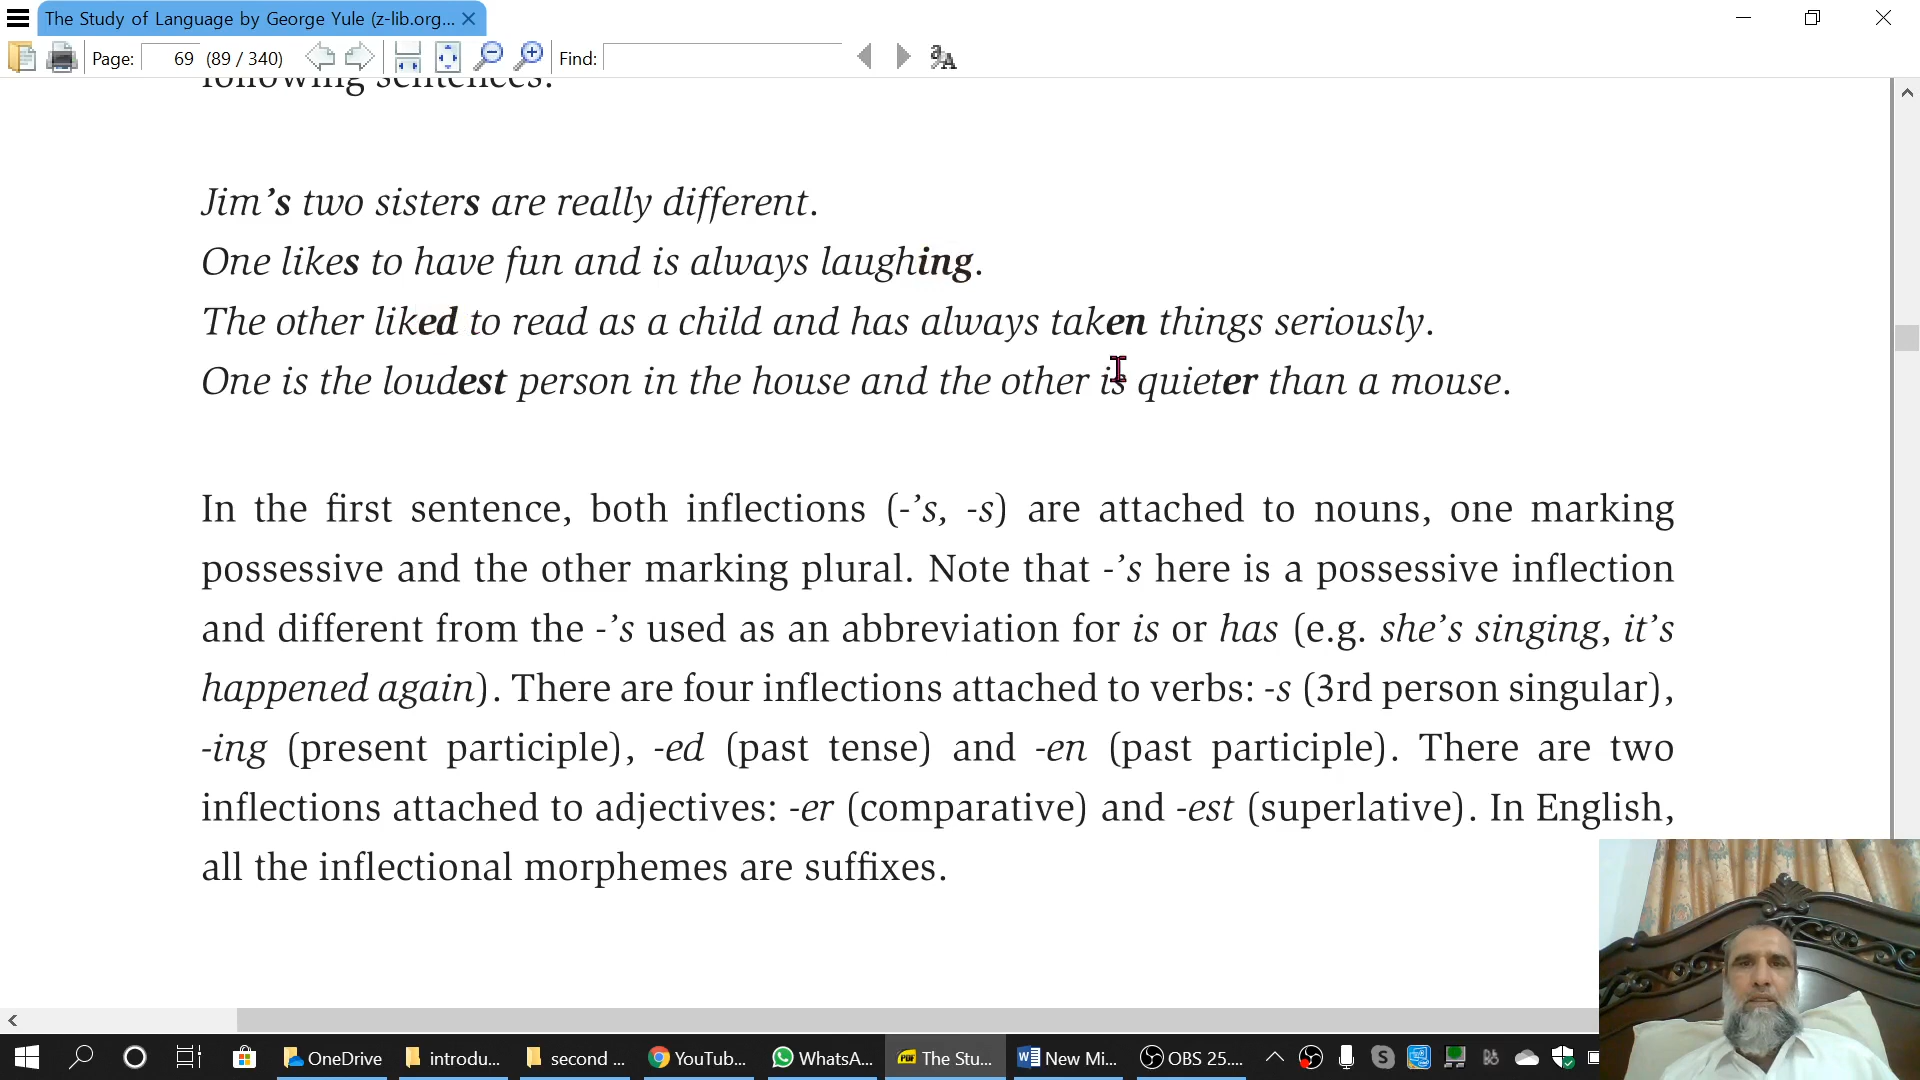 The Study of Language by George Yule (z-lib.org...
Page: 69 (89 / 340) Find:
following sentences:
Jim’s two sisters are really different.
One likes to have fun and is always laughing.
The other liked to read as a child and has always taken things seriously.
One is the loudest person in the house and the other is quieter than a mouse.
In the first sentence, both inflections (-’s, -s) are attached to nouns, one marking
possessive and the other marking plural. Note that -’s here is a possessive inflection
and different from the -’s used as an abbreviation for is or has (e.g. she’s singing, it’s
happened again). There are four inflections attached to verbs: -s (3rd person singular),
-ing (present participle), -ed (past tense) and -en (past participle). There are two
inflections attached to adjectives: -er (comparative) and -est (superlative). In English,
all the inflectional morphemes are suffixes.
OneDrive introdu... second ... YouTub... WhatsA... The Stu... New Mi... OBS 25....